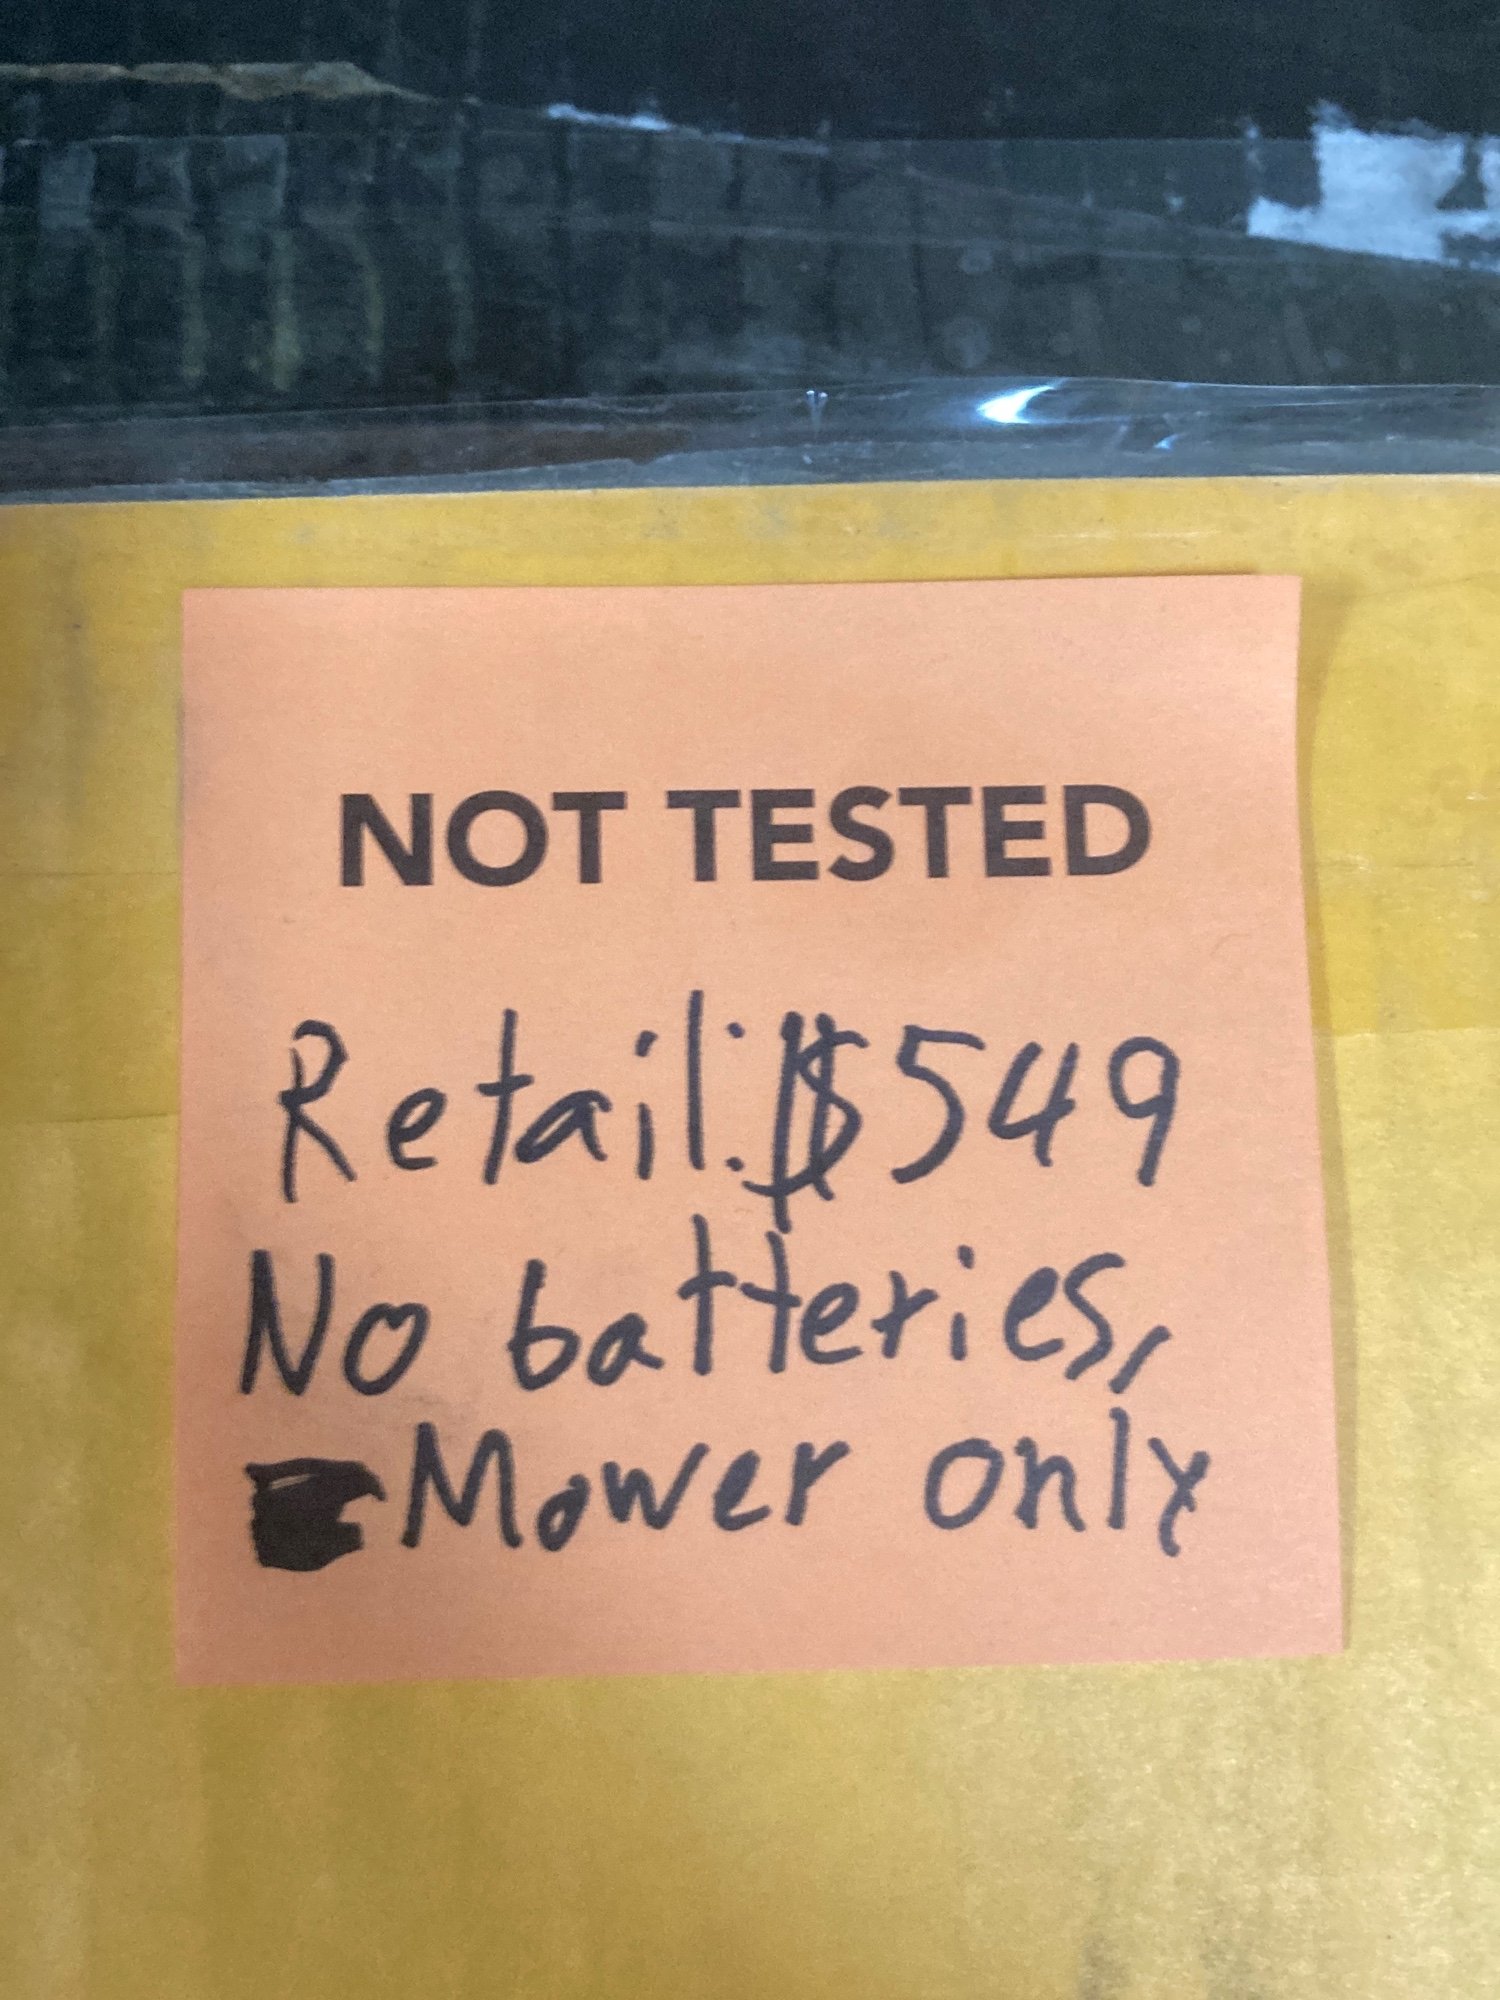 NOT TESTED
Retail: $549
No batteries,
Mower only